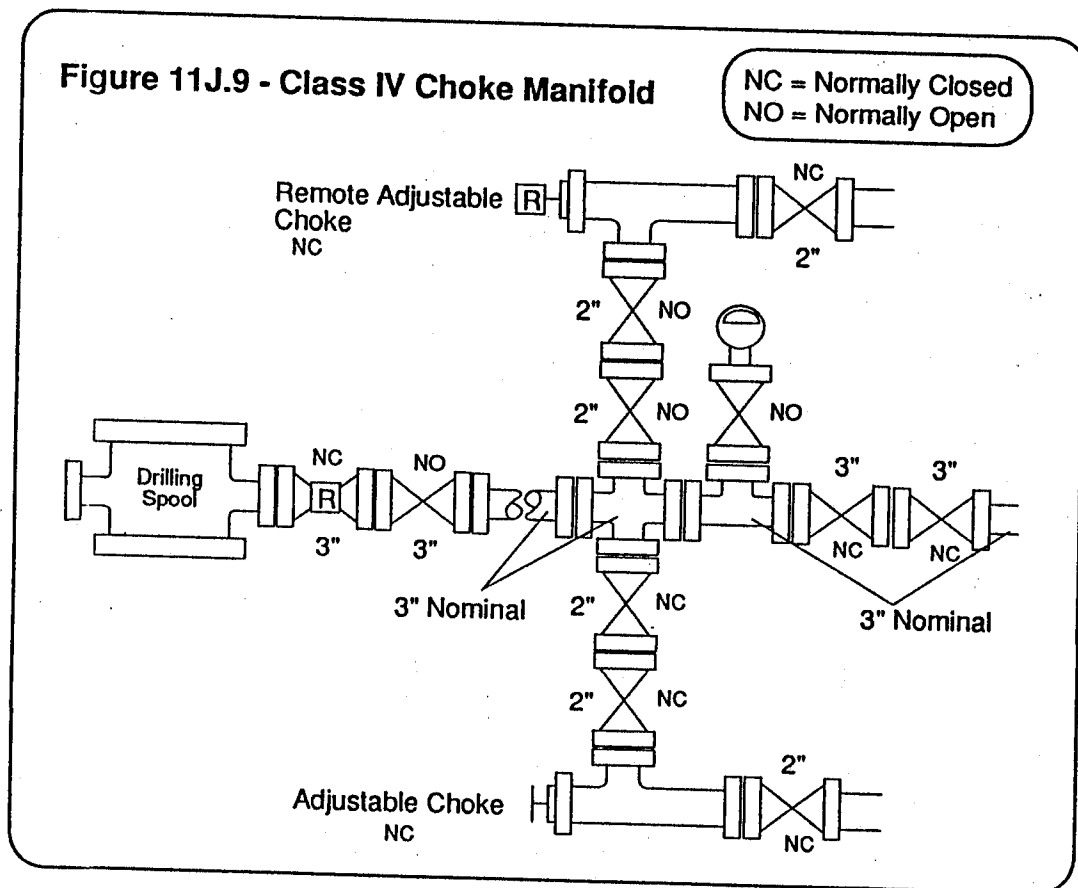 Figure 11J.9 - Class IV Choke Manifold
NC = Normally Closed
NO = Normally Open
Remote Adjustable
Choke
NC
R
NC
2"
2"
NO
2"
NO
NO
Drilling
Spool
NC
R
3"
NO
3"
3"
NC
3"
NC
3" Nominal
3" Nominal
2"
NC
2"
NC
Adjustable Choke
NC
2"
NC